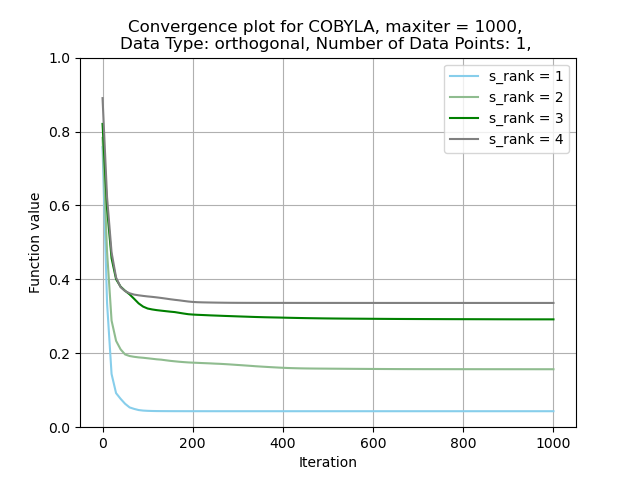 Convergence plot for COBYLA, maxiter = 1000,
Data Type: orthogonal, Number of Data Points: 1,
s_rank = 1
s_rank = 2
s_rank = 3
s_rank = 4
Function value
1.0
0.8
0.6
0.4
0.2
0.0
0 200 400 600 800 1000
Iteration